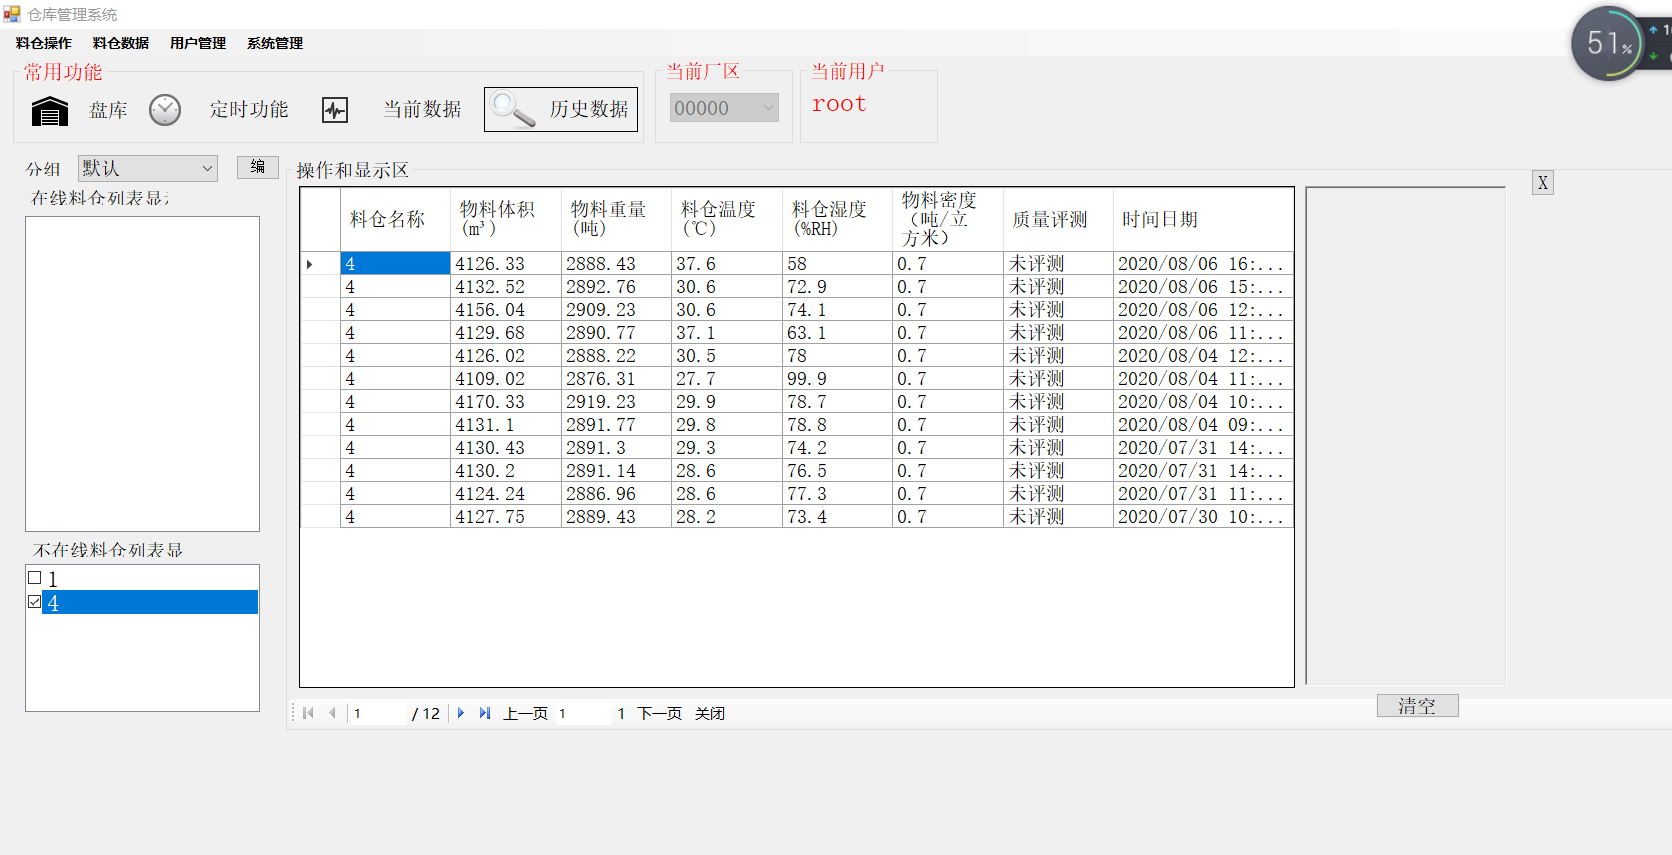 仓库管理系统
料仓操作 料仓数据 用户管理 系统管理
常用功能
盘库 定时功能 当前数据 历史数据
当前厂区
00000
当前用户
root
51%
分组 默认 编
在线料仓列表显
不在线料仓列表显
1
4
操作和显示区
X
料仓名称 物料体积(m³) 物料重量(吨) 料仓温度(℃) 料仓湿度(%RH) 物料密度(吨/立方米) 质量评测 时间日期
4 4126.33 2888.43 37.6 58 0.7 未评测 2020/08/06 16:...
4 4132.52 2892.76 30.6 72.9 0.7 未评测 2020/08/06 15:...
4 4156.04 2909.23 30.6 74.1 0.7 未评测 2020/08/06 12:...
4 4129.68 2890.77 37.1 63.1 0.7 未评测 2020/08/06 11:...
4 4126.02 2888.22 30.5 78 0.7 未评测 2020/08/04 12:...
4 4109.02 2876.31 27.7 99.9 0.7 未评测 2020/08/04 11:...
4 4170.33 2919.23 29.9 78.7 0.7 未评测 2020/08/04 10:...
4 4131.1 2891.77 29.8 78.8 0.7 未评测 2020/08/04 09:...
4 4130.43 2891.3 29.3 74.2 0.7 未评测 2020/07/31 14:...
4 4130.2 2891.14 28.6 76.5 0.7 未评测 2020/07/31 14:...
4 4124.24 2886.96 28.6 77.3 0.7 未评测 2020/07/31 11:...
4 4127.75 2889.43 28.2 73.4 0.7 未评测 2020/07/30 10:...
1 / 12 上一页 1 1 下一页 关闭
清空